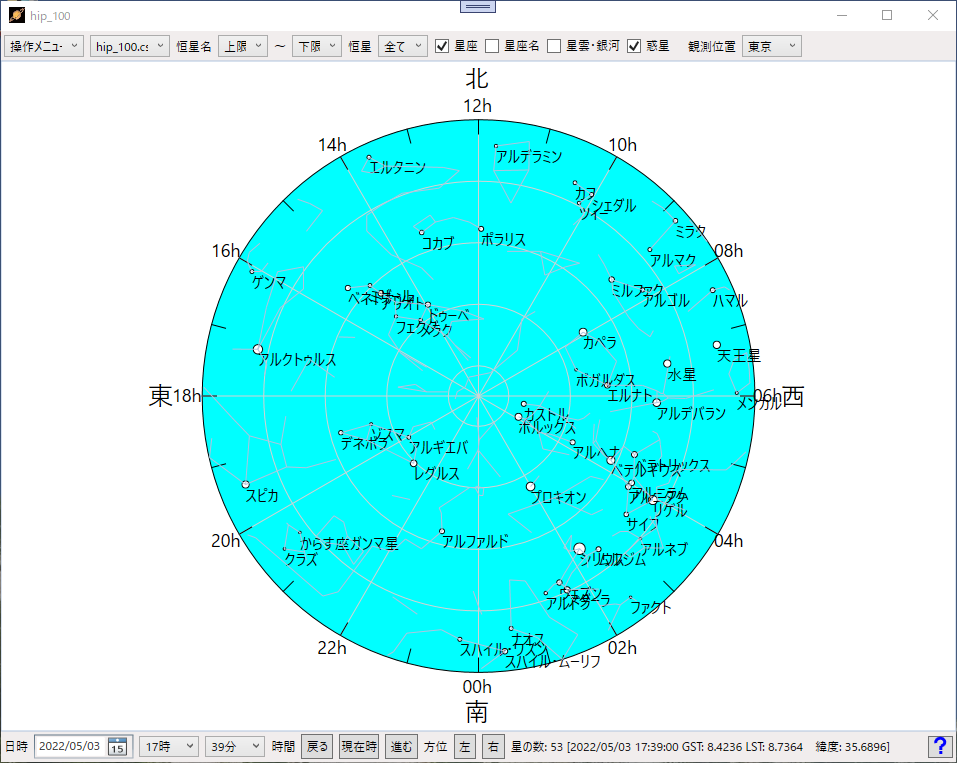 hip_100
操作メニュー hip_100.cs 恒星名 上限 ～ 下限 恒星 全て 星座 星座名 星雲・銀河 惑星 観測位置 東京
北
12h
14h
10h
アルデラミン
エルタニン
カフ
シェダル
ツィー
ミラク
コカブ
ポラリス
16h
08h
アルマク
ゲンマ
ミルファク
アルゴル
ハマル
ドゥーベ
フェクダ
メラク
カペラ
天王星
アルクトゥルス
水星
ボガルダス
東
18h
エルナト
06h
西
メンカル
アルデバラン
カストル
ポルックス
ゾスマ
デネボラ
アルギエバ
アルヘナ
レグルス
ベテルギウス
ベラトリックス
スピカ
プロキオン
アルニラム
リゲル
サイフ
20h
からす座ガンマ星
アルファルド
04h
クラズ
アルネブ
シリウス
ムルジム
ウェズン
アダーラ
ファクト
22h
ナオス
02h
スハイル・ワズン
スハイル・ムーリフ
00h
南
日時 2022/05/03 15 17時 39分 時間 戻る 現在時 進む 方位 左 右 星の数: 53 [2022/05/03 17:39:00 GST: 8.4236 LST: 8.7364 緯度: 35.6896] ?